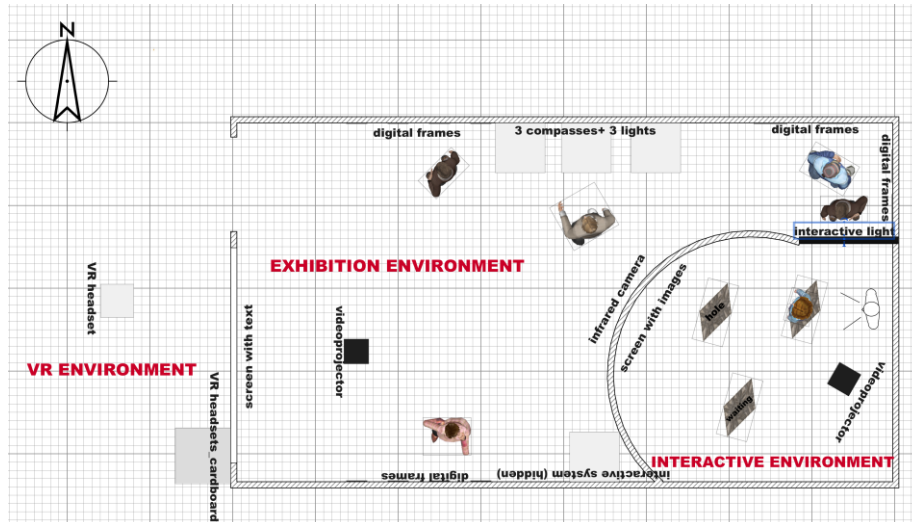 N
digital frames
3 compasses+ 3 lights
digital frames
digital frames
interactive light
EXHIBITION ENVIRONMENT
infrared camera
screen with images
VR headset
hole
screen with text
videoprojector
VR ENVIRONMENT
videoprojector
VR headsets_cardboard
waiting
INTERACTIVE ENVIRONMENT
digital frames
interactive system (hidden)